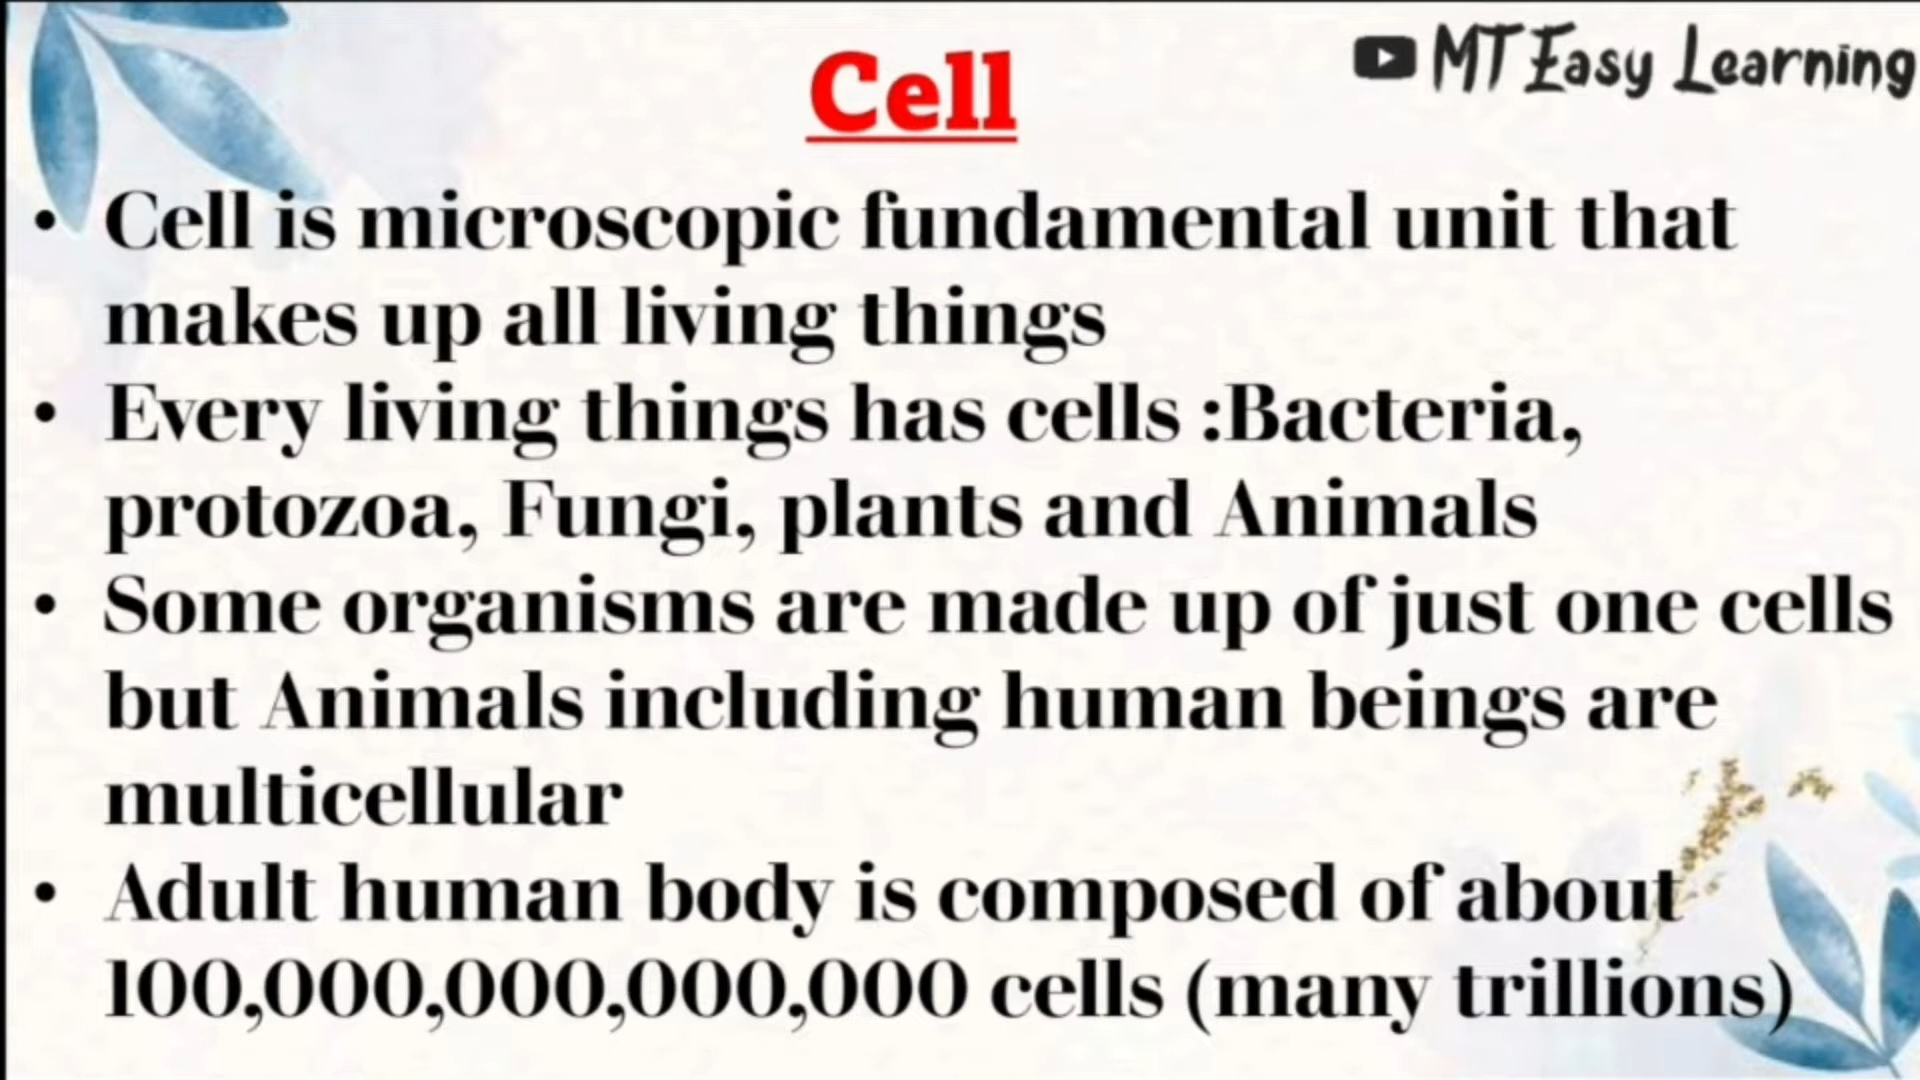 Cell
MT Easy Learning
• Cell is microscopic fundamental unit that
makes up all living things
• Every living things has cells :Bacteria,
protozoa, Fungi, plants and Animals
• Some organisms are made up of just one cells
but Animals including human beings are
multicellular
• Adult human body is composed of about
100,000,000,000,000 cells (many trillions)